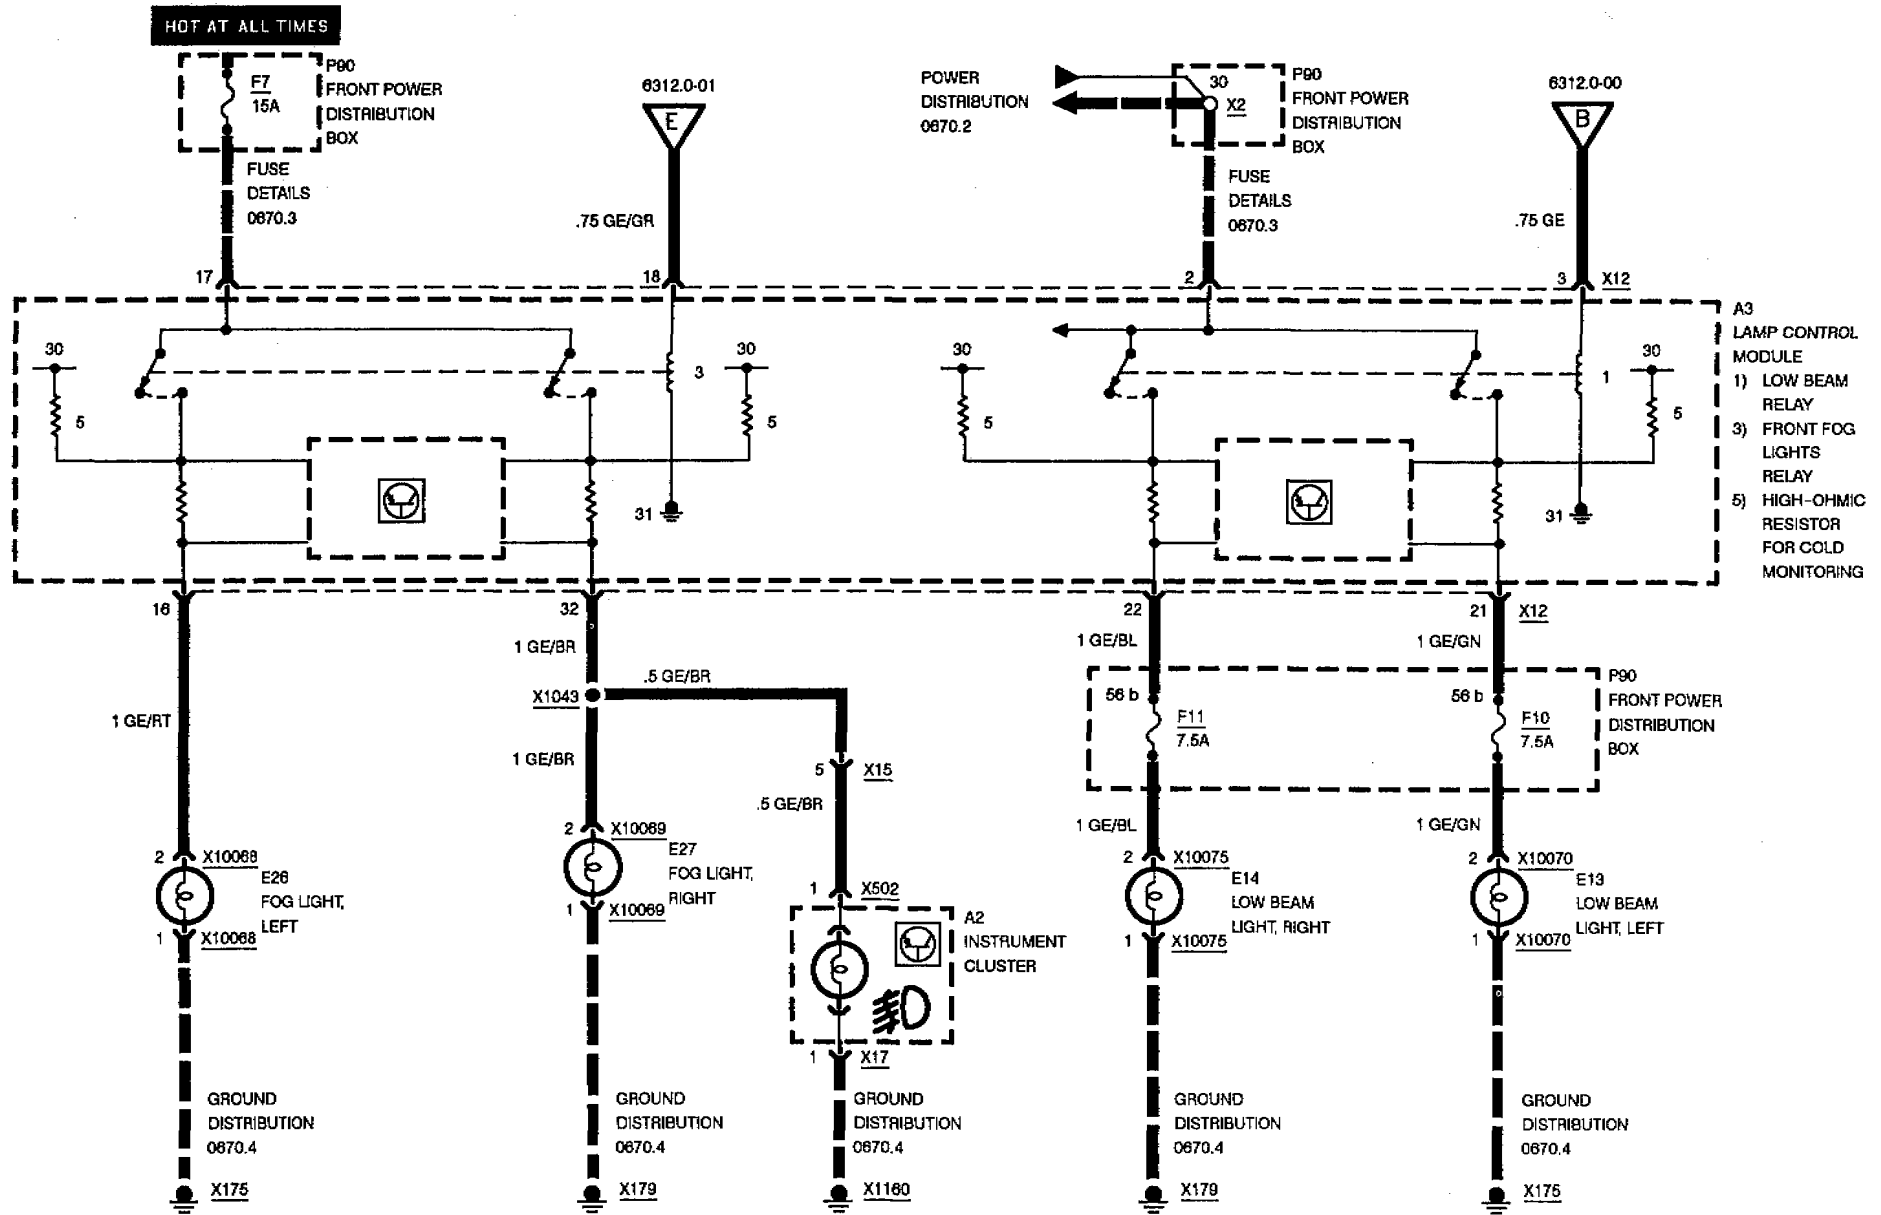 HOT AT ALL TIMES
F7
15A
P90
FRONT POWER
DISTRIBUTION
BOX
FUSE
DETAILS
0670.3
6312.0-01
E
.75 GE/GR
POWER
DISTRIBUTION
0670.2
30
X2
P90
FRONT POWER
DISTRIBUTION
BOX
FUSE
DETAILS
0670.3
6312.0-00
B
.75 GE
17
18
2
3
X12
30
5
3
30
5
31
30
5
1
30
5
31
A3
LAMP CONTROL
MODULE
1) LOW BEAM
RELAY
3) FRONT FOG
LIGHTS
RELAY
5) HIGH-OHMIC
RESISTOR
FOR COLD
MONITORING
16
32
22
21
X12
1 GE/RT
1 GE/BR
X1043
.5 GE/BR
1 GE/BR
5
X15
.5 GE/BR
1 GE/BL
1 GE/GN
56 b
F11
7.5A
56 b
F10
7.5A
P90
FRONT POWER
DISTRIBUTION
BOX
1 GE/BL
1 GE/GN
2
X10068
E26
FOG LIGHT,
LEFT
1
X10068
2
X10069
E27
FOG LIGHT,
RIGHT
1
X10069
1
X502
A2
INSTRUMENT
CLUSTER
1
X17
2
X10075
E14
LOW BEAM
LIGHT, RIGHT
1
X10075
2
X10070
E13
LOW BEAM
LIGHT, LEFT
1
X10070
GROUND
DISTRIBUTION
0670.4
X175
GROUND
DISTRIBUTION
0670.4
X179
GROUND
DISTRIBUTION
0670.4
X1160
GROUND
DISTRIBUTION
0670.4
X179
GROUND
DISTRIBUTION
0670.4
X175